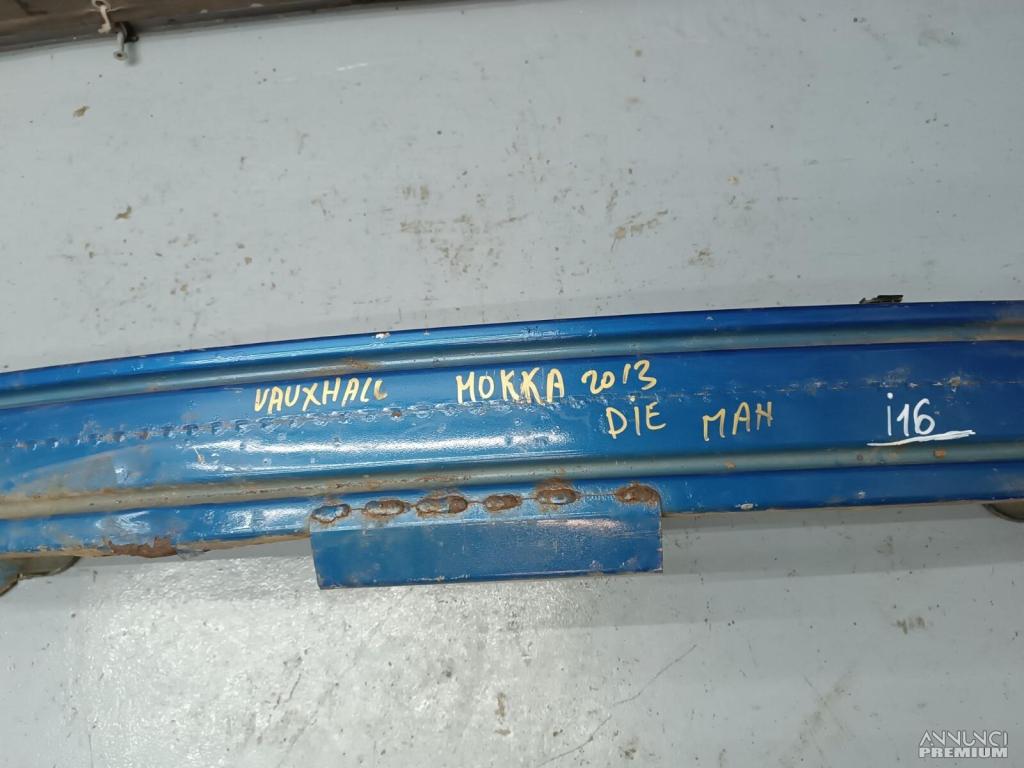 VAUXHALL MOKKA 2013
DIE MAN
i16
ANNUNCI
PREMIUM